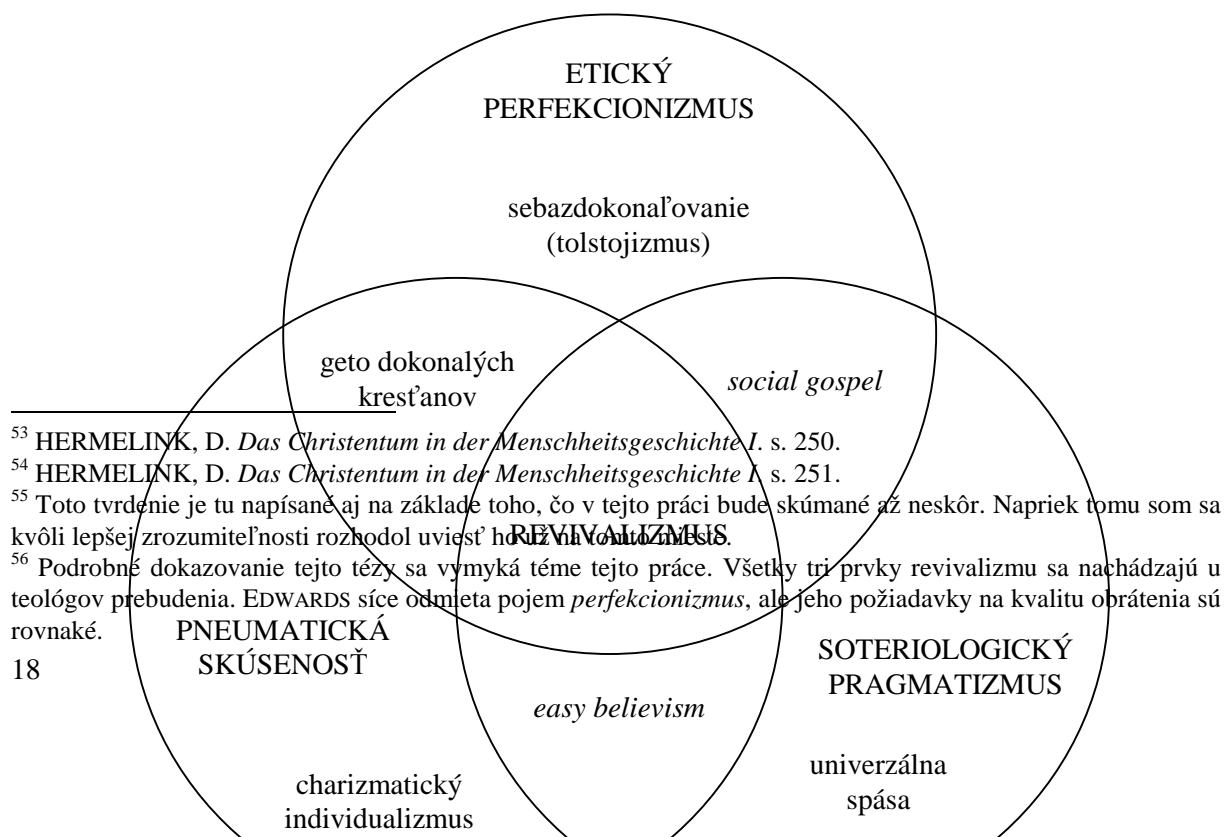 ETICKÝ
PERFEKCIONIZMUS
sebazdokonaľovanie
(tolstojizmus)
geto dokonalých
kresťanov
social gospel
53 HERMELINK, D. Das Christentum in der Menschheitsgeschichte I. s. 250.
54 HERMELINK, D. Das Christentum in der Menschheitsgeschichte I. s. 251.
55 Toto tvrdenie je tu napísané aj na základe toho, čo v tejto práci bude skúmané až neskôr. Napriek tomu som sa
kvôli lepšej zrozumiteľnosti rozhodol uviesť ho už na tomto mieste.
REVIVALIZMUS
56 Podrobné dokazovanie tejto tézy sa vymyká téme tejto práce. Všetky tri prvky revivalizmu sa nachádzajú u
teológov prebudenia. EDWARDS síce odmieta pojem perfekcionizmus, ale jeho požiadavky na kvalitu obrátenia sú
rovnaké.
PNEUMATICKÁ
SKÚSENOSŤ
SOTERIOLOGICKÝ
PRAGMATIZMUS
18
easy believism
charizmatický
individualizmus
univerzálna
spása